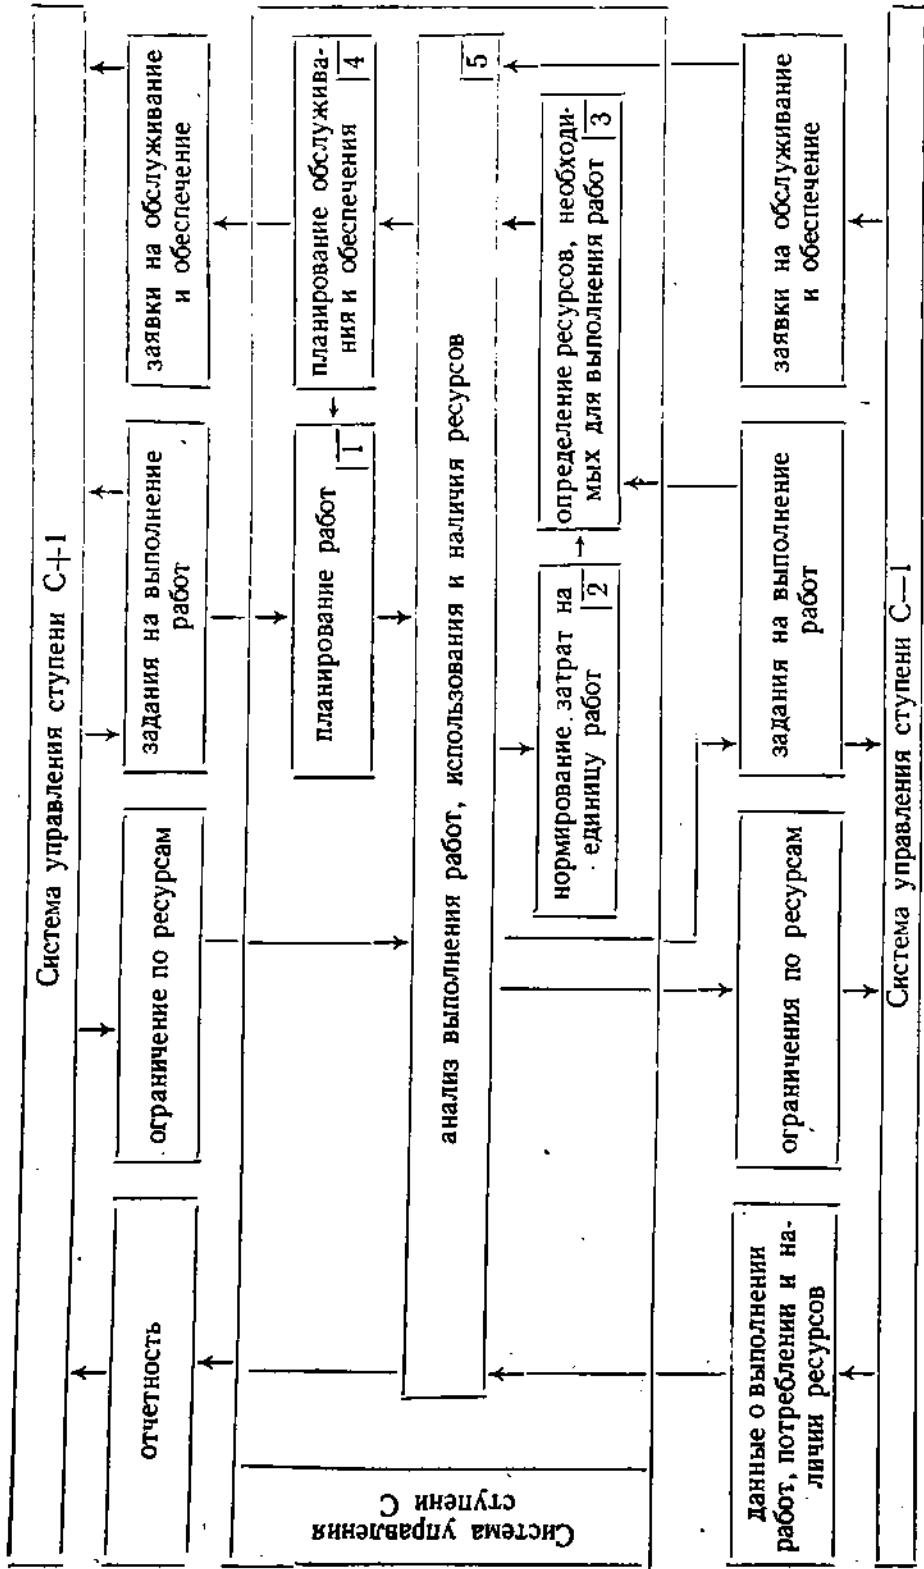 Система управления ступени С+1
отчетность
ограничение по ресурсам
задания на выполнение
работ
заявки на обслуживание
и обеспечение
Система управления
ступени С
планирование работ
1
планирование обслужива-
ния и обеспечения
4
анализ выполнения работ, использования и наличия ресурсов
5
нормирование затрат на
единицу работ
2
определение ресурсов, необходи-
мых для выполнения работ
3
данные о выполнении
работ, потреблении и на-
личии ресурсов
ограничения по ресурсам
задания на выполнение
работ
заявки на обслуживание
и обеспечение
Система управления ступени С—1